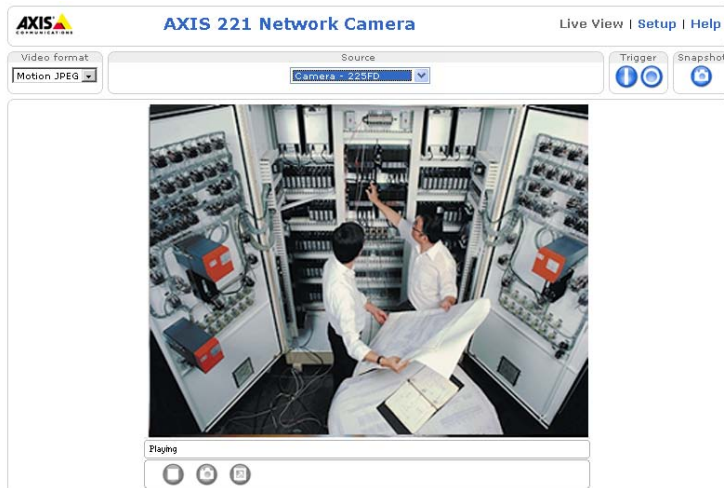 AXIS
COMMUNICATIONS
AXIS 221 Network Camera
Live View | Setup | Help
Video format
Source
Trigger
Snapshot
Motion JPEG
Camera - 225FD
Playing